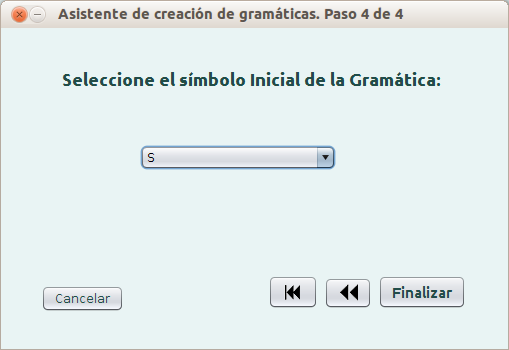 Asistente de creación de gramáticas. Paso 4 de 4
Seleccione el símbolo Inicial de la Gramática:
S
Cancelar
Finalizar